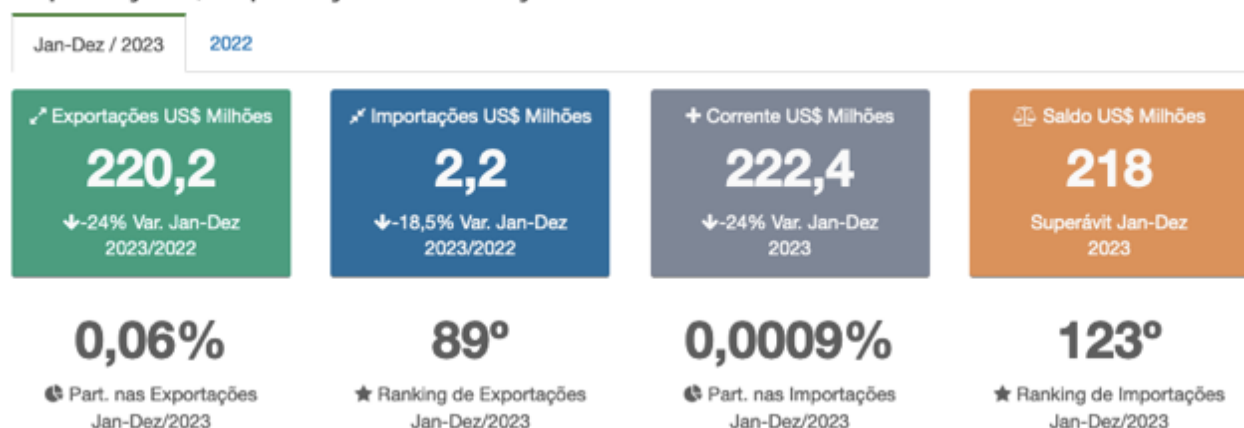 Jan-Dez / 2023
2022
Exportações US$ Milhões
220,2
-24% Var. Jan-Dez
2023/2022
Importações US$ Milhões
2,2
-18,5% Var. Jan-Dez
2023/2022
Corrente US$ Milhões
222,4
-24% Var. Jan-Dez
2023
Saldo US$ Milhões
218
Superávit Jan-Dez
2023
0,06%
Part. nas Exportações
Jan-Dez/2023
89º
Ranking de Exportações
Jan-Dez/2023
0,0009%
Part. nas Importações
Jan-Dez/2023
123º
Ranking de Importações
Jan-Dez/2023